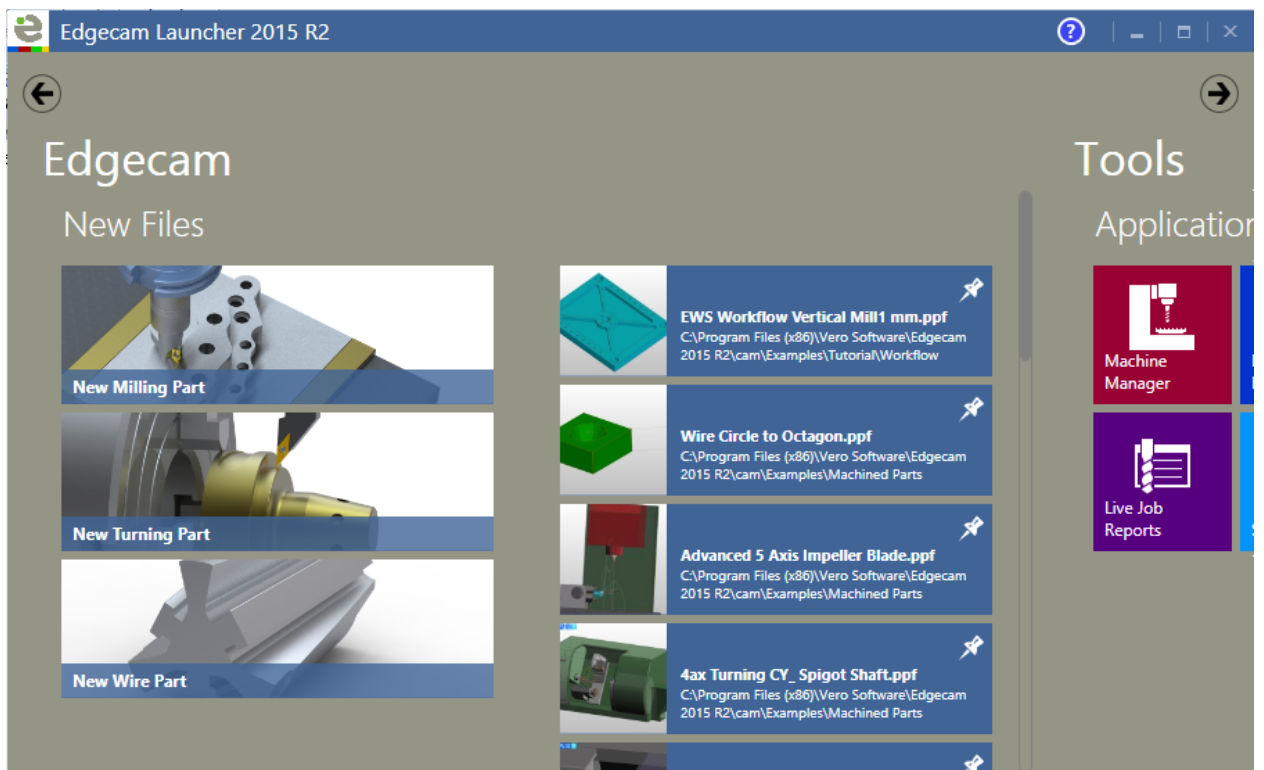 Edgecam Launcher 2015 R2
?
Edgecam
New Files
New Milling Part
New Turning Part
New Wire Part
EWS Workflow Vertical Mill1 mm.ppf
C:\Program Files (x86)\Vero Software\Edgecam
2015 R2\cam\Examples\Tutorial\Workflow
Wire Circle to Octagon.ppf
C:\Program Files (x86)\Vero Software\Edgecam
2015 R2\cam\Examples\Machined Parts
Advanced 5 Axis Impeller Blade.ppf
C:\Program Files (x86)\Vero Software\Edgecam
2015 R2\cam\Examples\Machined Parts
4ax Turning CY_ Spigot Shaft.ppf
C:\Program Files (x86)\Vero Software\Edgecam
2015 R2\cam\Examples\Machined Parts
Tools
Application
Machine
Manager
Live Job
Reports